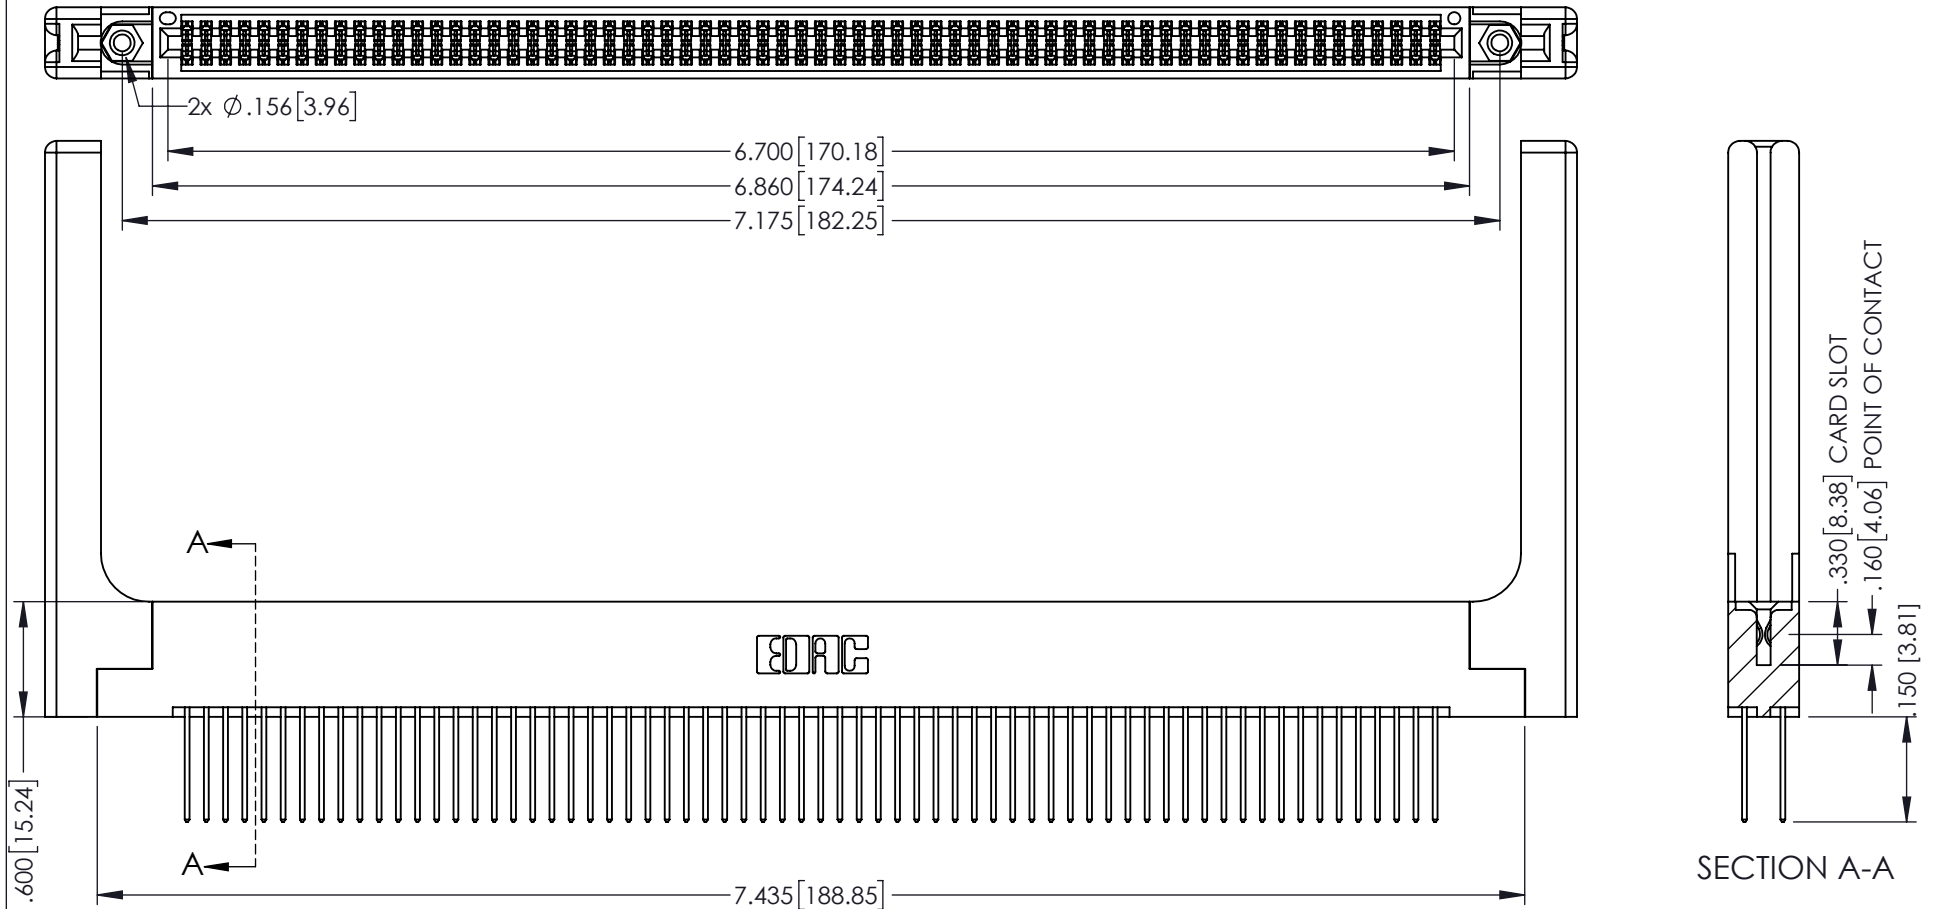 2x ⌀.156[3.96]
6.700[170.18]
6.860[174.24]
7.175[182.25]
A
EDAC
A
.600[15.24]
7.435[188.85]
.330[8.38] CARD SLOT
.160[4.06] POINT OF CONTACT
.150 [3.81]
SECTION A-A